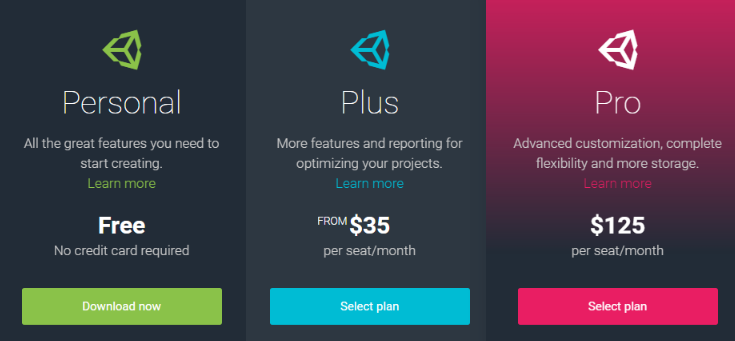 Personal
All the great features you need to
start creating.
Learn more
Free
No credit card required
Download now
Plus
More features and reporting for
optimizing your projects.
Learn more
FROM $35
per seat/month
Select plan
Pro
Advanced customization, complete
flexibility and more storage.
Learn more
$125
per seat/month
Select plan